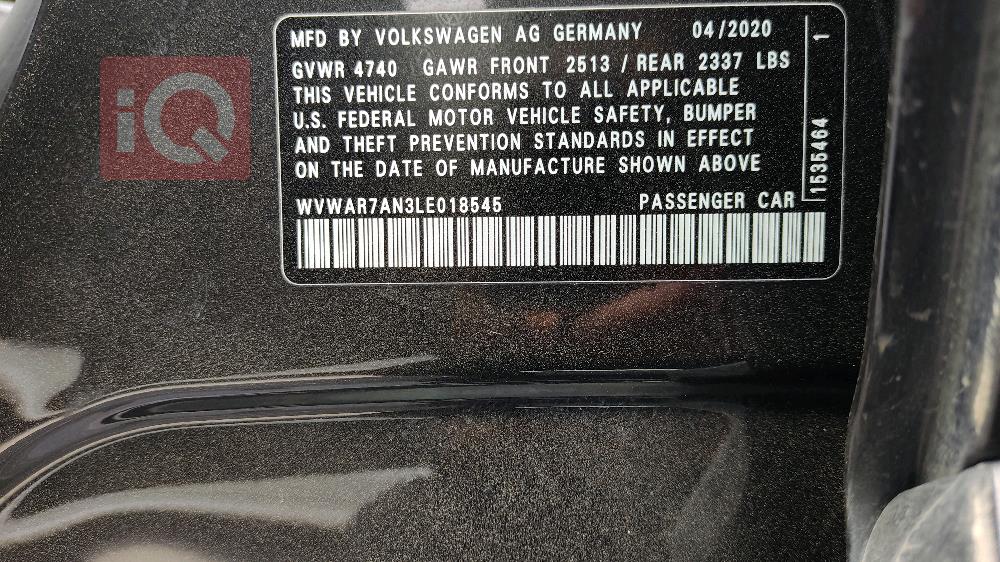 MFD BY VOLKSWAGEN AG GERMANY 04/2020
GVWR 4740 GAWR FRONT 2513 / REAR 2337 LBS
THIS VEHICLE CONFORMS TO ALL APPLICABLE
U.S. FEDERAL MOTOR VEHICLE SAFETY, BUMPER
AND THEFT PREVENTION STANDARDS IN EFFECT
ON THE DATE OF MANUFACTURE SHOWN ABOVE
WVWAR7AN3LE018545 PASSENGER CAR
1535464 1
iQ